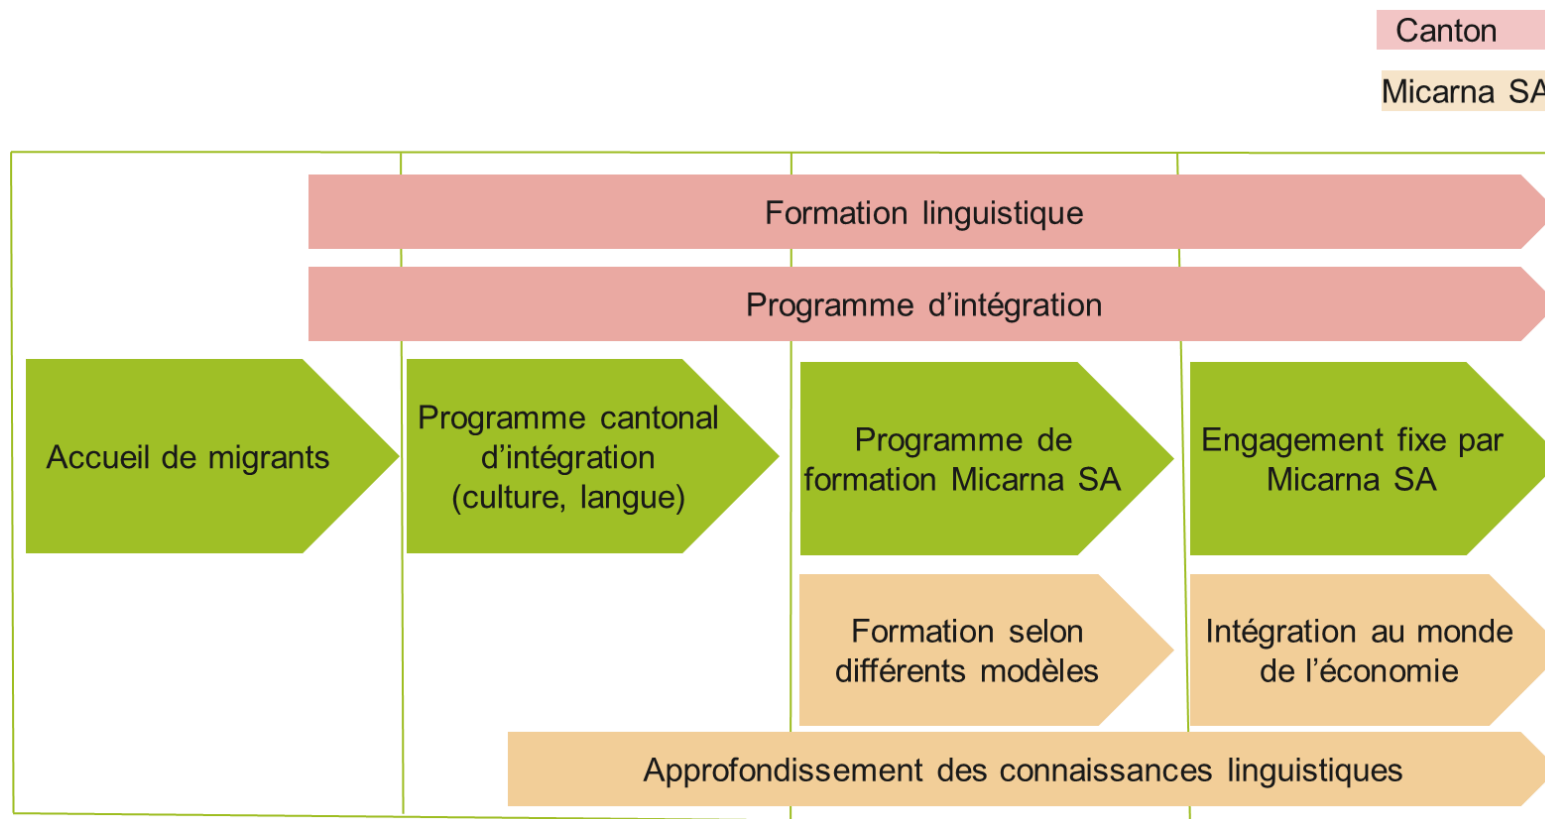 Canton
Micarna SA
Formation linguistique
Programme d’intégration
Accueil de migrants
Programme cantonal
d’intégration
(culture, langue)
Programme de
formation Micarna SA
Engagement fixe par
Micarna SA
Formation selon
différents modèles
Intégration au monde
de l’économie
Approfondissement des connaissances linguistiques